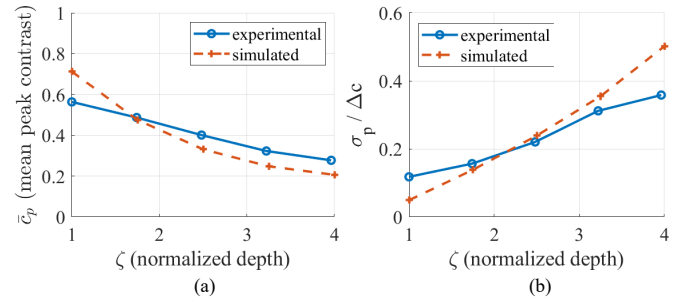 1
0.8
0.6
0.4
0.2
0
c̄p (mean peak contrast)
experimental
simulated
1
2
3
4
ζ (normalized depth)
(a)
0.6
0.4
0.2
0
σp / Δc
experimental
simulated
1
2
3
4
ζ (normalized depth)
(b)